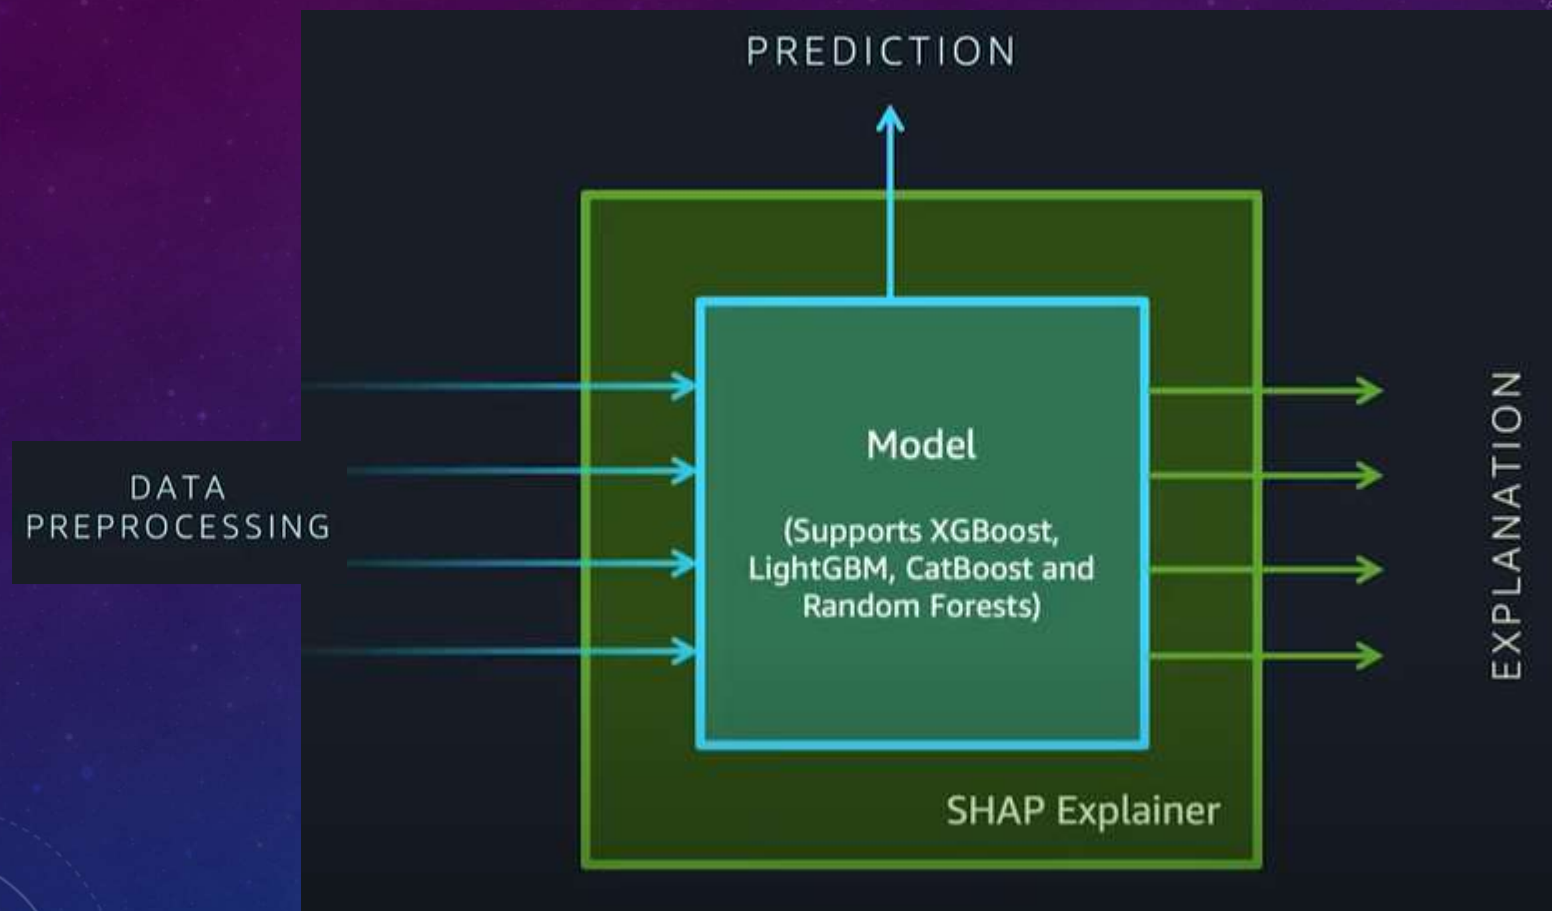 PREDICTION
DATA
PREPROCESSING
Model
(Supports XGBoost,
LightGBM, CatBoost and
Random Forests)
SHAP Explainer
EXPLANATION